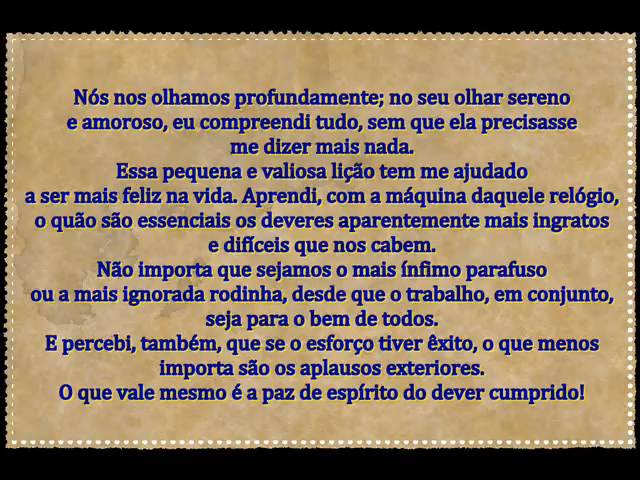 Nós nos olhamos profundamente; no seu olhar sereno
e amoroso, eu compreendi tudo, sem que ela precisasse
me dizer mais nada.
Essa pequena e valiosa lição tem me ajudado
a ser mais feliz na vida. Aprendi, com a máquina daquele relógio,
o quão são essenciais os deveres aparentemente mais ingratos
e difíceis que nos cabem.
Não importa que sejamos o mais ínfimo parafuso
ou a mais ignorada rodinha, desde que o trabalho, em conjunto,
seja para o bem de todos.
E percebi, também, que se o esforço tiver êxito, o que menos
importa são os aplausos exteriores.
O que vale mesmo é a paz de espírito do dever cumprido!